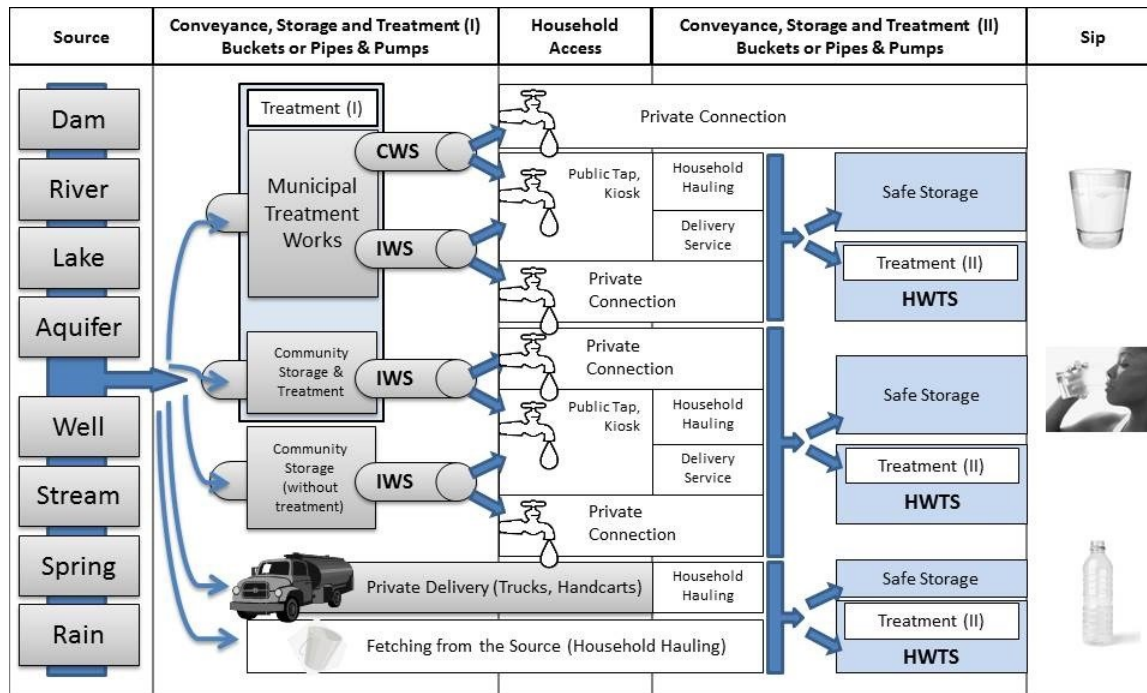 Source
Conveyance, Storage and Treatment (I)
Buckets or Pipes & Pumps
Household
Access
Conveyance, Storage and Treatment (II)
Buckets or Pipes & Pumps
Sip
Dam
River
Lake
Aquifer
Well
Stream
Spring
Rain
Treatment (I)
Municipal
Treatment
Works
CWS
IWS
Community
Storage &
Treatment
IWS
Community
Storage
(without
treatment)
IWS
Private Delivery (Trucks, Handcarts)
Household
Hauling
Fetching from the Source (Household Hauling)
Private Connection
Public Tap,
Kiosk
Household
Hauling
Delivery
Service
Private
Connection
Private
Connection
Public Tap,
Kiosk
Household
Hauling
Delivery
Service
Private
Connection
Safe Storage
Treatment (II)
HWTS
Safe Storage
Treatment (II)
HWTS
Safe Storage
Treatment (II)
HWTS